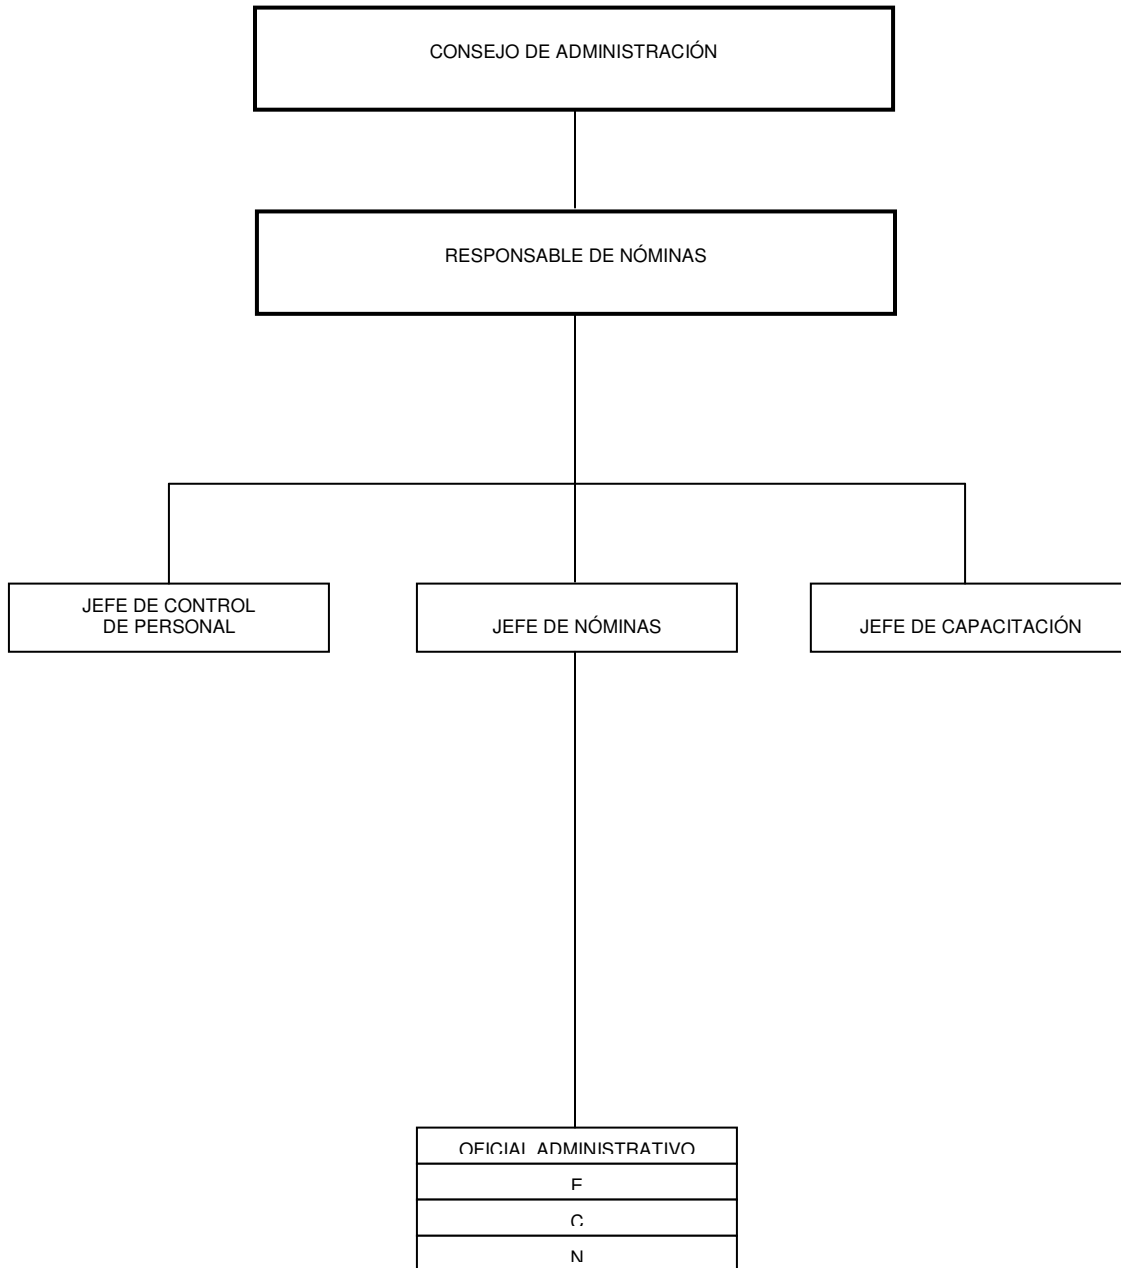 CONSEJO DE ADMINISTRACIÓN
RESPONSABLE DE NÓMINAS
JEFE DE CONTROL
DE PERSONAL
JEFE DE NÓMINAS
JEFE DE CAPACITACIÓN
OFICIAL ADMINISTRATIVO
C
N